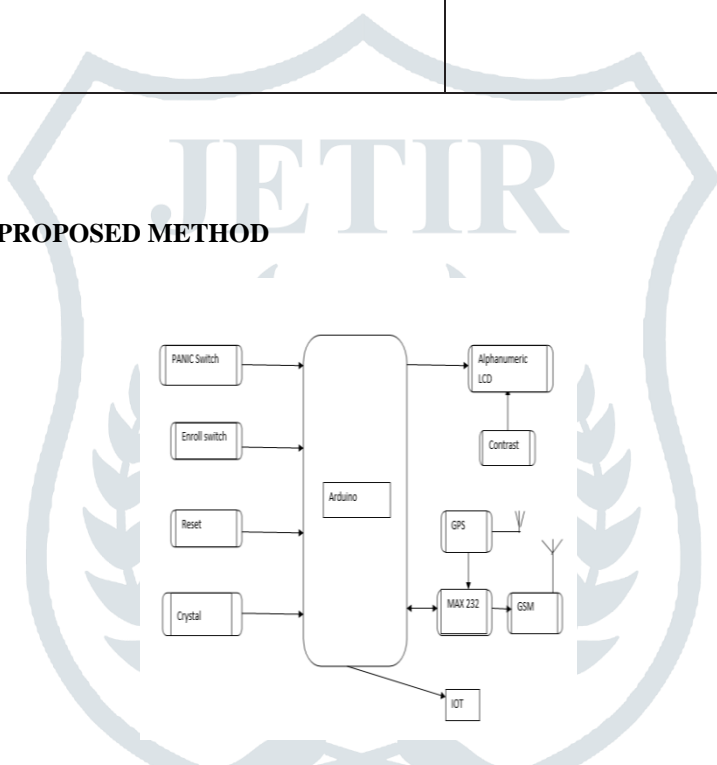 JETIR
PROPOSED METHOD
PANIC Switch
Enroll switch
Reset
Crystal
Arduino
Alphanumeric
LCD
Contrast
GPS
MAX 232
GSM
IOT